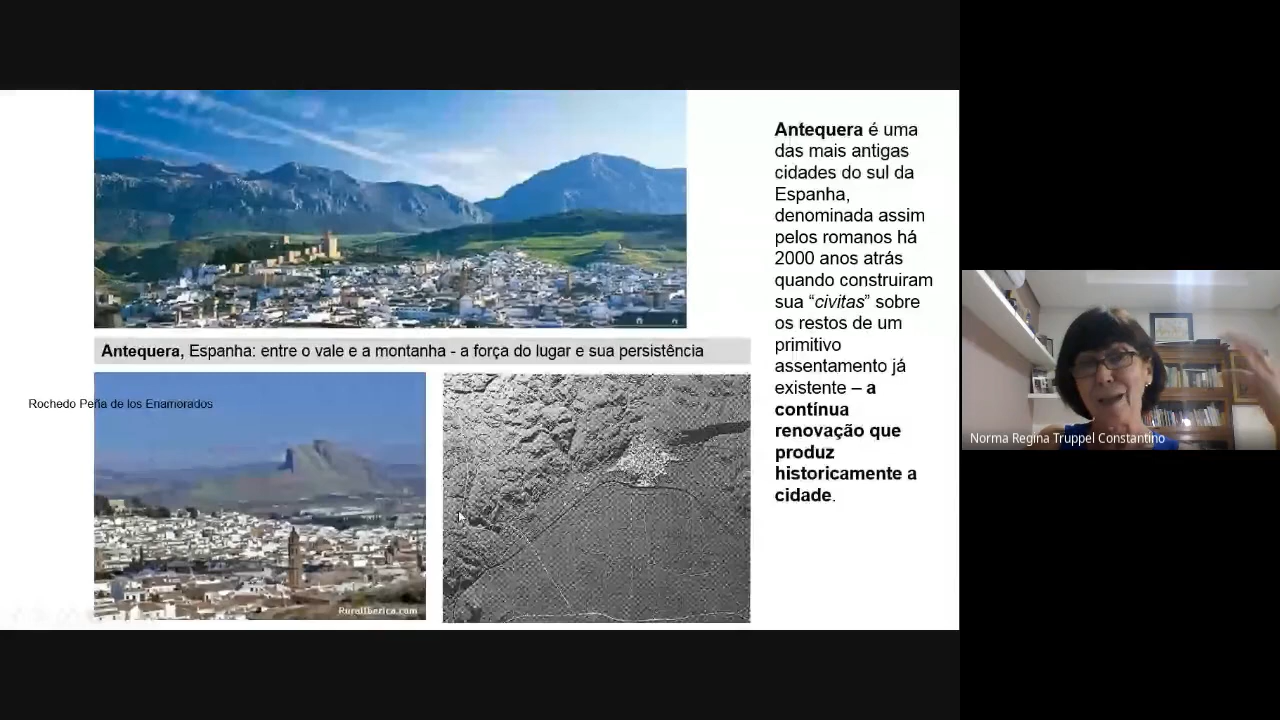 Antequera é uma
das mais antigas
cidades do sul da
Espanha,
denominada assim
pelos romanos há
2000 anos atrás
quando construiram
sua “civitas” sobre
os restos de um
primitivo
assentamento já
existente – a
contínua
renovação que
produz
historicamente a
cidade.
Antequera, Espanha: entre o vale e a montanha - a força do lugar e sua persistência
Rochedo Peña de los Enamorados
RuralIberica.com
Norma Regina Truppel Constantino